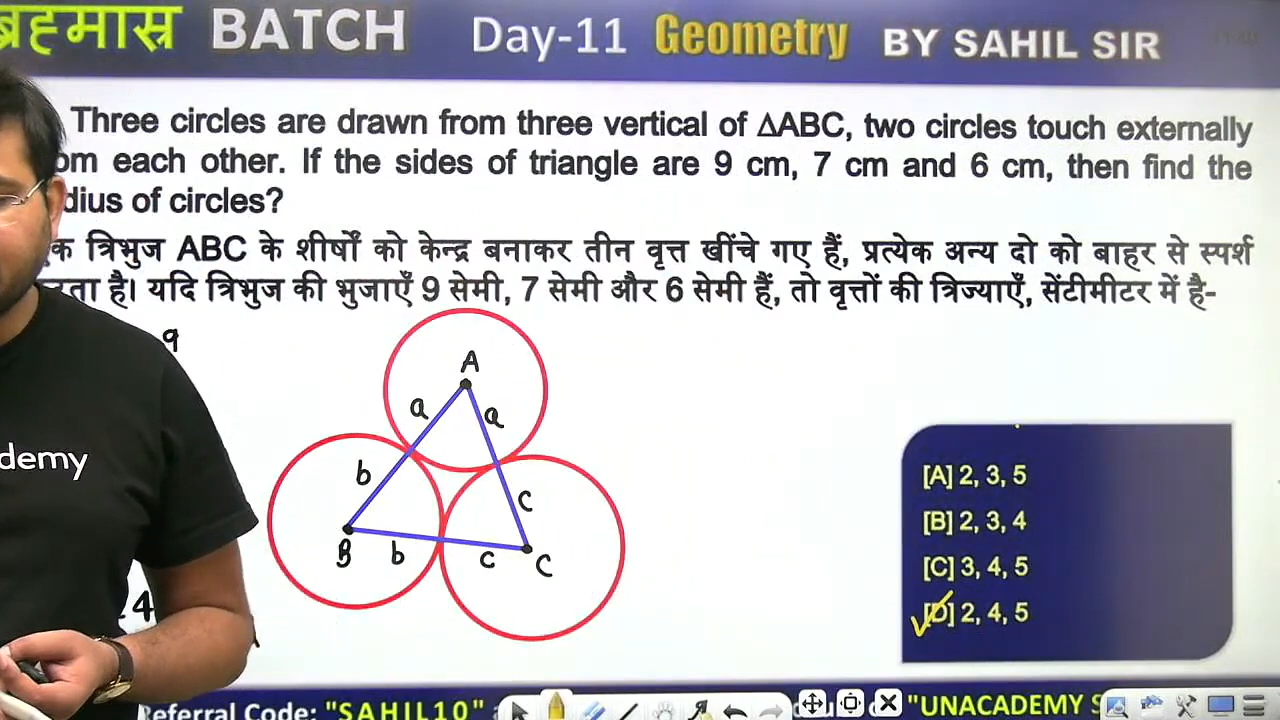 ब्रह्मास्र BATCH Day-11 Geometry BY SAHIL SIR
Three circles are drawn from three vertical of ΔABC, two circles touch externally
om each other. If the sides of triangle are 9 cm, 7 cm and 6 cm, then find the
dius of circles?
क त्रिभुज ABC के शीर्षों को केन्द्र बनाकर तीन वृत्त खींचे गए हैं, प्रत्येक अन्य दो को बाहर से स्पर्श
रता है। यदि त्रिभुज की भुजाएँ 9 सेमी, 7 सेमी और 6 सेमी हैं, तो वृत्तों की त्रिज्याएँ, सेंटीमीटर में है-
9
A
a a
demy
b
C
B b c C
[A] 2, 3, 5
[B] 2, 3, 4
[C] 3, 4, 5
[D] 2, 4, 5
4
Referral Code: "SAHIL10"
"UNACADEMY S